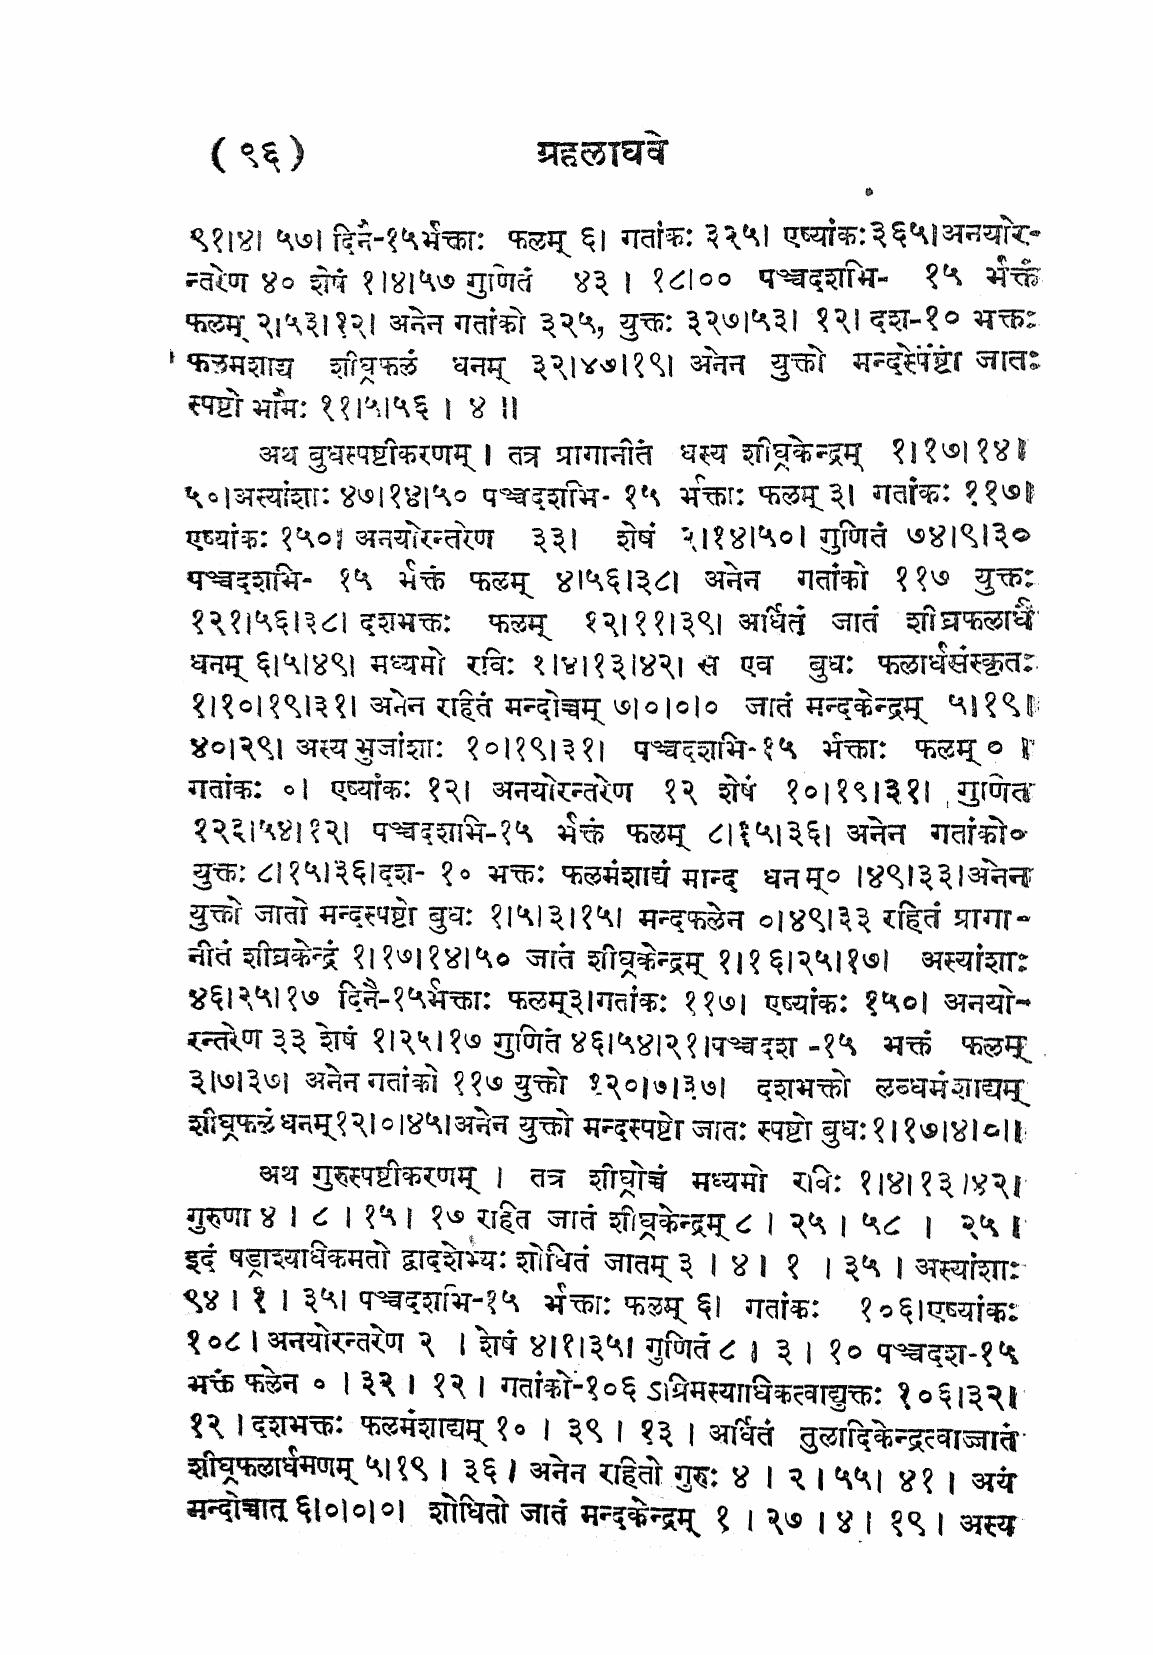 ( ९६ ) ग्रहलाघवे
९१।४। ५७। दिनै-१५र्भक्ताः फलम् ६। गतांकः ३२५। एष्यांकः३६५।अनयोर-
न्तरेण ४० शेषं १।४।५७ गुणितं ४३ । १८।०० पञ्चदशभि- १५ र्भक्तं
फलम् २।५३।१२। अनेन गतांको ३२५, युक्तः ३२७।५३। १२। दश-१० भक्तः
फलमंशाद्य शीघ्रफलं धनम् ३२।४७।१९। अनेन युक्तो मन्दस्पष्टो जातः
स्पष्टो भौमः ११।५।५६ । ४ ॥
अथ बुधस्पष्टीकरणम् । तत्र प्रागानीतं धस्य शीघ्रकेन्द्रम् १।१७।१४।
५०।अस्यांशाः ४७।१४।५० पञ्चदशभि- १५ र्भक्ताः फलम् ३। गतांकः ११७।
एष्यांकः १५०। अनयोरन्तरेण ३३। शेषं २।१४।५०। गुणितं ७४।९।३०
पञ्चदशभि- १५ र्भक्तं फलम् ४।५६।३८। अनेन गतांको ११७ युक्तः
१२१।५६।३८। दशभक्तः फलम् १२।११।३९। अर्धितं जातं शीघ्रफलार्धं
धनम् ६।५।४९। मध्यमो रविः १।४।१३।४२। स एव बुधः फलार्धसंस्कृतः
१।१०।१९।३१। अनेन राहितं मन्दोच्चम् ७।०।०।० जातं मन्दकेन्द्रम् ५।१९।
४०।२९। अस्य भुजांशाः १०।१९।३१। पञ्चदशभि-१५ र्भक्ताः फलम् ० ।
गतांकः ०। एष्यांकः १२। अनयोरन्तरेण १२ शेषं १०।१९।३१। गुणित
१२३।५४।१२। पञ्चदशभि-१५ र्भक्तं फलम् ८।१५।३६। अनेन गतांको०
युक्तः ८।१५।३६।दश- १० भक्तः फलमंशाद्यं मान्द धनम्० ।४९।३३।अनेन
युक्तो जातो मन्दस्पष्टो बुधः १।५।३।१५। मन्दफलेन ०।४९।३३ रहितं प्रागा-
नीतं शीघ्रकेन्द्रं १।१७।१४।५० जातं शीघ्रकेन्द्रम् १।१६।२५।१७। अस्यांशाः
४६।२५।१७ दिनै-१५र्भक्ताः फलम्३।गतांकः ११७। एष्यांकः १५०। अनयो-
रन्तरेण ३३ शेषं १।२५।१७ गुणितं ४६।५४।२१।पञ्चदश -१५ भक्तं फलम्
३।७।३७। अनेन गतांको ११७ युक्तो १२०।७।३७। दशभक्तो लब्धमंशाद्यम्
शीघ्रफलं धनम्१२।०।४५।अनेन युक्तो मन्दस्पष्टो जातः स्पष्टो बुधः१।१७।४।०॥
अथ गुरुस्पष्टीकरणम् । तत्र शीघ्रोच्चं मध्यमो रविः १।४।१३।४२।
गुरुणा ४ । ८ । १५ । १७ राहित जातं शीघ्रकेन्द्रम् ८ । २५ । ५८ । २५ ।
इदं षड्राश्याधिकमतो द्वादशेभ्यः शोधितं जातम् ३ । ४ । १ । ३५ । अस्यांशाः
९४ । १ । ३५। पञ्चदशभि-१५ र्भक्ताः फलम् ६। गतांकः १०६।एष्यांकः
१०८ । अनयोरन्तरेण २ । शेषं ४।१।३५। गुणितं ८ । ३ । १० पञ्चदश-१५
भक्तं फलेन ० । ३२ । १२ । गतांको-१०६ ऽग्रिमस्याधिकत्वाद्युक्तः १०६।३२।
१२ । दशभक्तः फलमंशाद्यम् १० । ३९ । १३ । अर्धितं तुलादिकेन्द्रत्वाज्जातं
शीघ्रफलार्धमृणम् ५।१९ । ३६ । अनेन राहितो गुरुः ४ । २ । ५५। ४१ । अयं
मन्दोच्चात् ६।०।०।०। शोधितो जातं मन्दकेन्द्रम् १ । २७ । ४ । १९ । अस्य